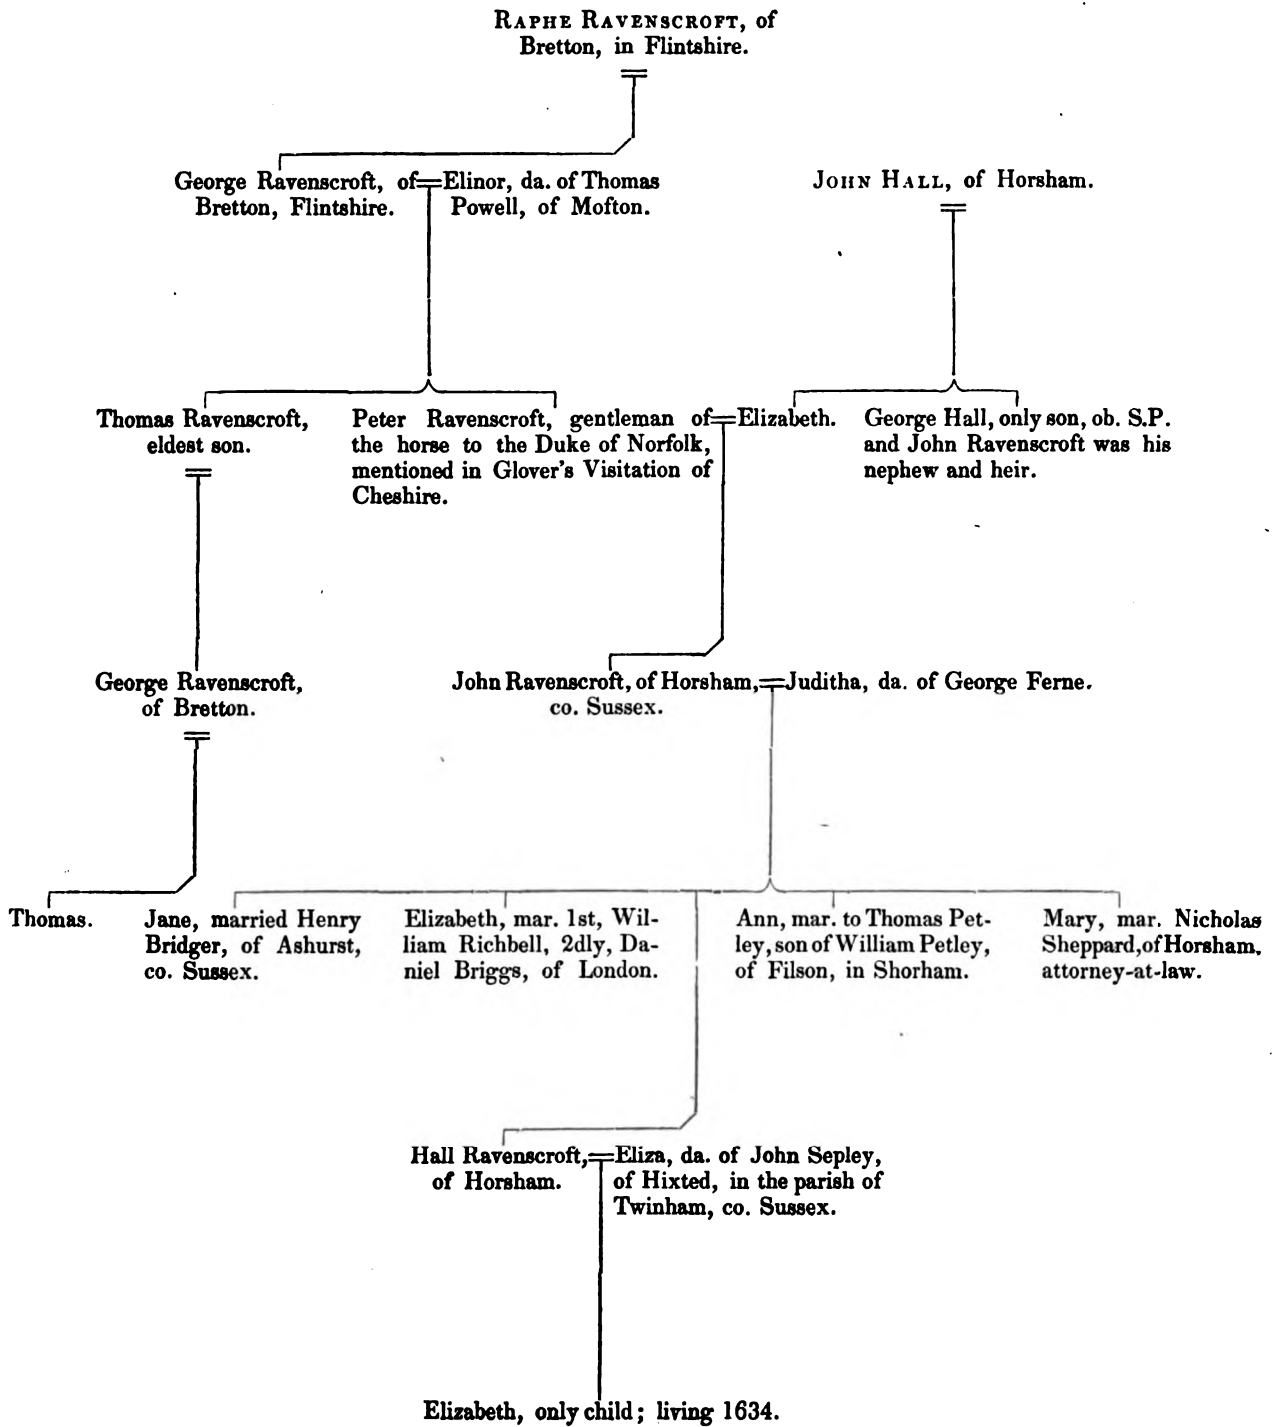 RAPHE RAVENSCROFT, of
Bretton, in Flintshire.
George Ravenscroft, of
Bretton, Flintshire.
Elinor, da. of Thomas
Powell, of Mofton.
JOHN HALL, of Horsham.
Thomas Ravenscroft,
eldest son.
Peter Ravenscroft, gentleman of
the horse to the Duke of Norfolk,
mentioned in Glover's Visitation of
Cheshire.
Elizabeth.
George Hall, only son, ob. S.P.
and John Ravenscroft was his
nephew and heir.
George Ravenscroft,
of Bretton.
John Ravenscroft, of Horsham,
co. Sussex.
Juditha, da. of George Ferne.
Thomas.
Jane, married Henry
Bridger, of Ashurst,
co. Sussex.
Elizabeth, mar. 1st, Wil-
liam Richbell, 2dly, Da-
niel Briggs, of London.
Ann, mar. to Thomas Pet-
ley, son of William Petley,
of Filson, in Shorham.
Mary, mar. Nicholas
Sheppard, of Horsham,
attorney-at-law.
Hall Ravenscroft,
of Horsham.
Eliza, da. of John Sepley,
of Hixted, in the parish of
Twinham, co. Sussex.
Elizabeth, only child; living 1634.